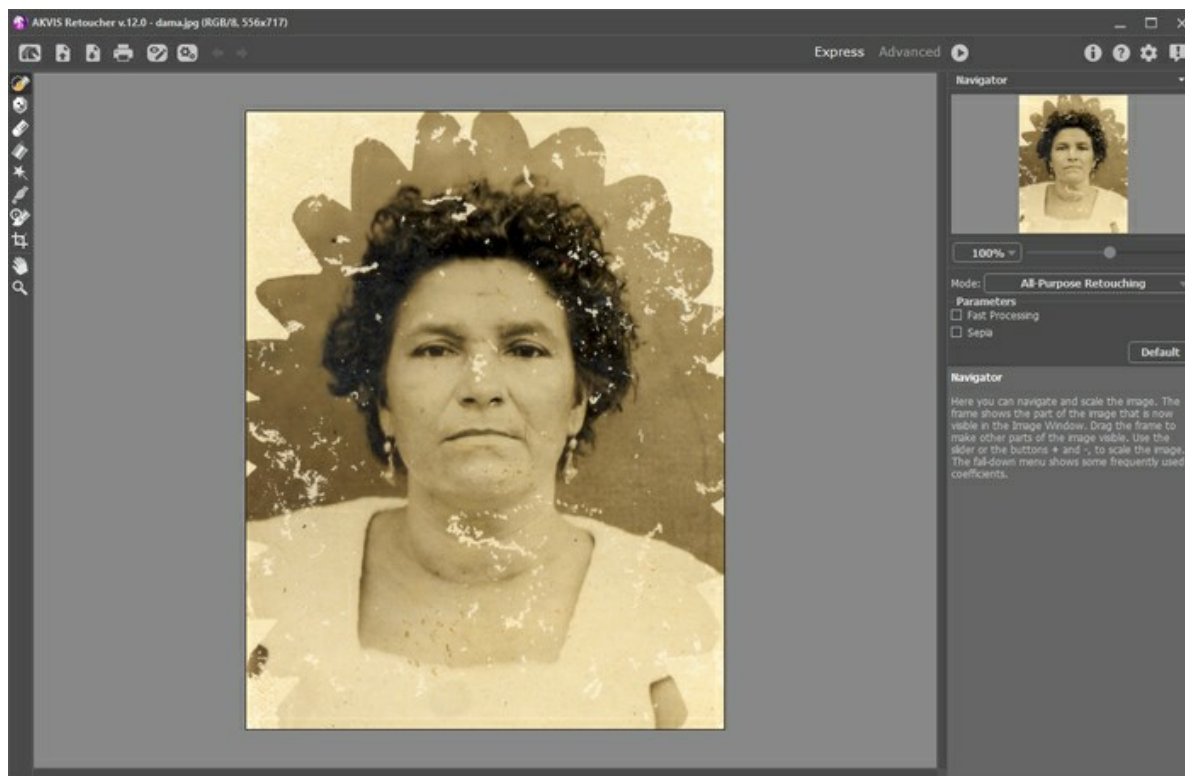 AKVIS Retoucher v.12.0 - dama.jpg (RGB/8, 556x717)
Express Advanced
Navigator
100%
Mode: All-Purpose Retouching
Parameters
Fast Processing
Sepia
Default
Navigator
Here you can navigate and scale the image. The
frame shows the part of the image that is now
visible in the Image Window. Drag the frame to
make other parts of the image visible. Use the
slider or the buttons + and -, to scale the image.
The fall-down menu shows some frequently used
coefficients.